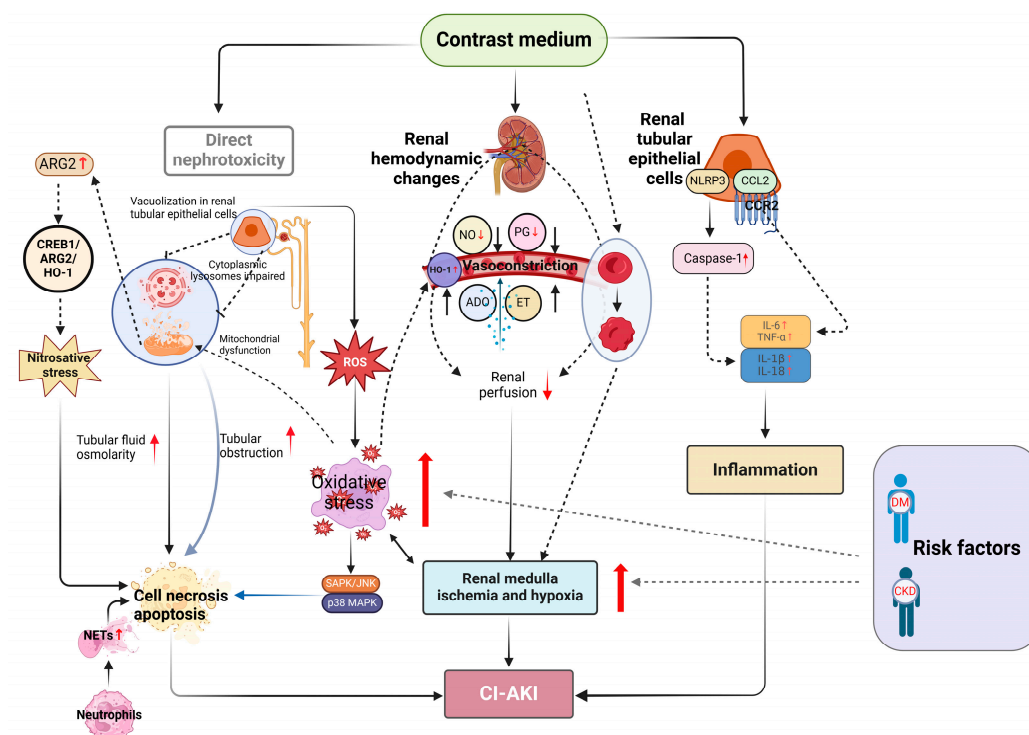 Contrast medium
Direct
nephrotoxicity
Renal
hemodynamic
changes
Renal
tubular
epithelial
cells
NLRP3
CCL2
CCR2
ARG2
Vacuolization in renal
tubular epithelial cells
CREB1/
ARG2/
HO-1
Cytoplasmic
lysosomes impaired
Mitochondrial
dysfunction
NO
PG
HO-1
Vasoconstriction
ADO
ET
Caspase-1
IL-6
TNF-α
IL-1β
IL-18
Nitrosative
stress
ROS
Renal
perfusion
Tubular fluid
osmolarity
Tubular
obstruction
Oxidative
stress
Inflammation
DM
Risk factors
CKD
SAPK/JNK
p38 MAPK
Renal medulla
ischemia and hypoxia
Cell necrosis
apoptosis
NETs
Neutrophils
CI-AKI